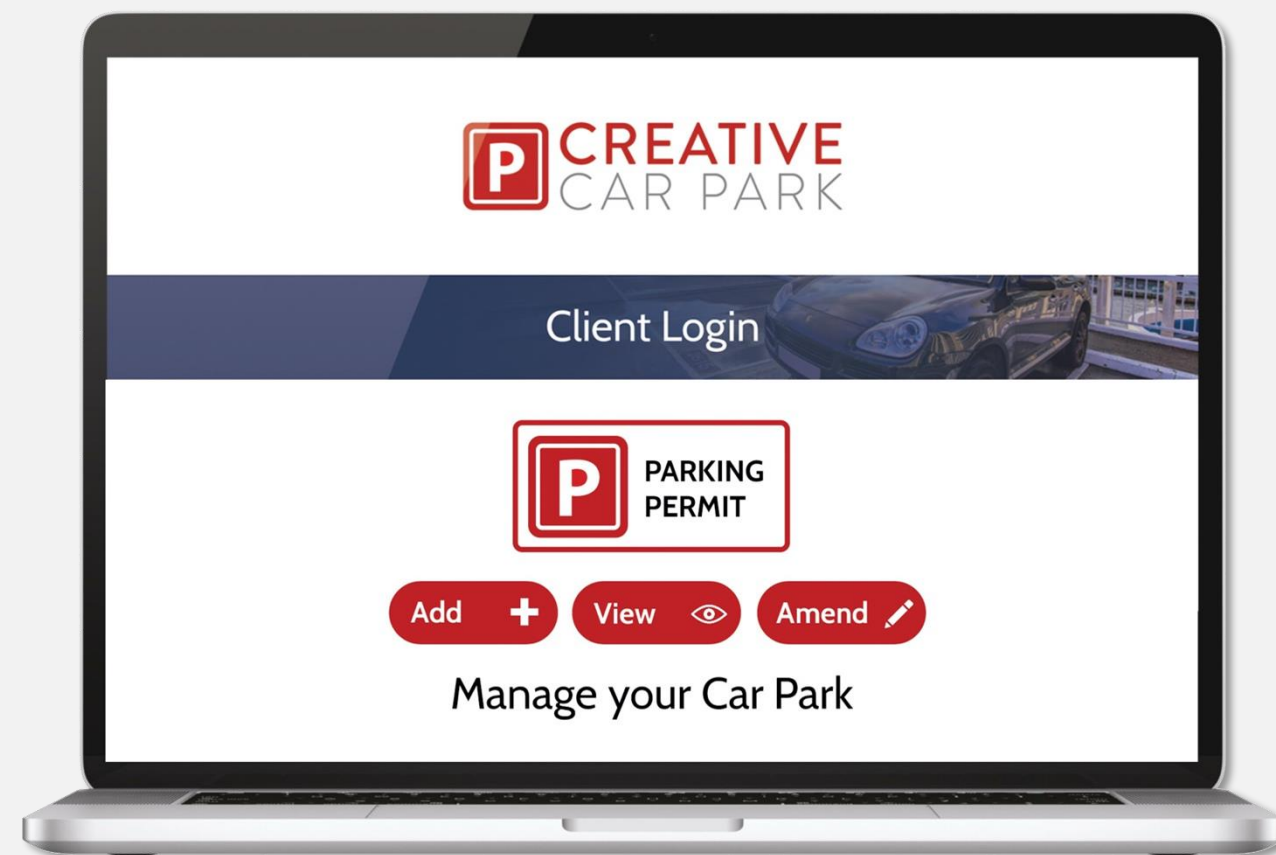 P CREATIVE
CAR PARK
Client Login
P PARKING
PERMIT
Add
View
Amend
Manage your Car Park